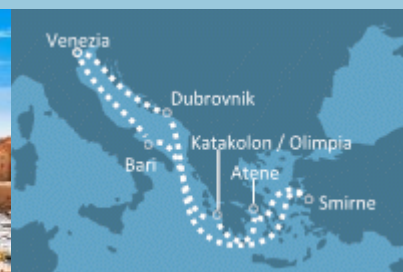 Venezia
Dubrovnik
Katakolon / Olimpia
Bari
Atene
Smirne